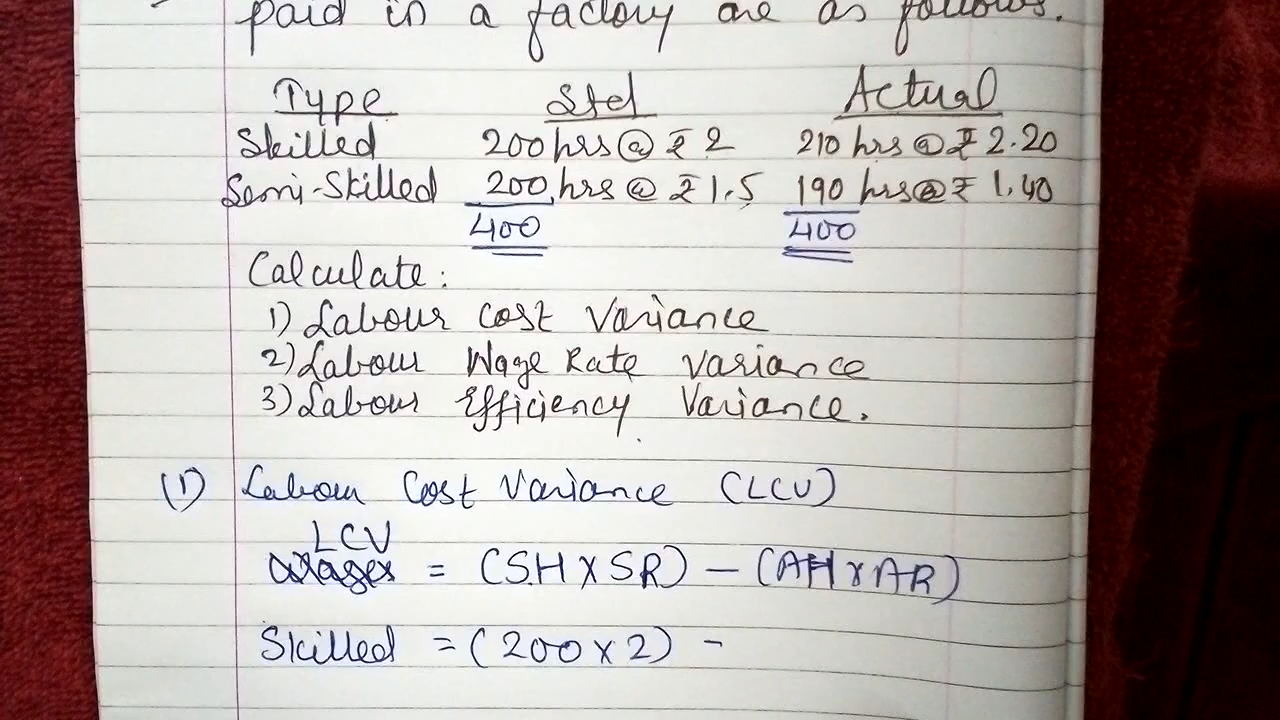 paid in a factory are as follows.
Type Std Actual
Skilled 200 hrs @ ₹ 2 210 hrs @ ₹ 2.20
Semi-Skilled 200 hrs @ ₹ 1.5 190 hrs @ ₹ 1.40
400 400
Calculate:
1) Labour Cost Variance
2) Labour Wage Rate Variance
3) Labour Efficiency Variance.
(1) Labour Cost Variance (LCV)
LCV
= (SH x SR) - (AH x AR)
Skilled = (200 x 2) -